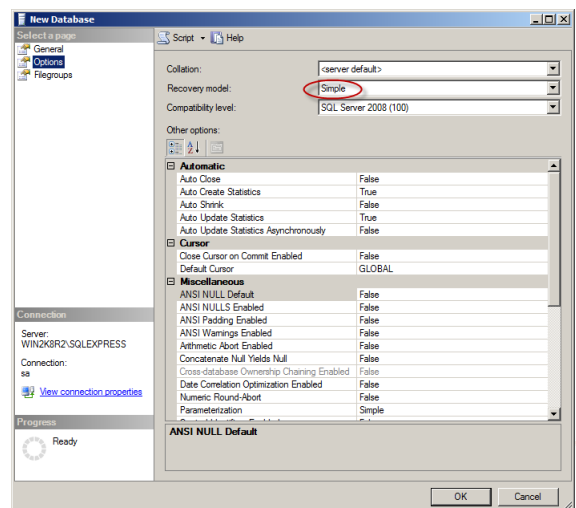 New Database
Select a page
General
Options
Filegroups
Script Help
Collation: <server default>
Recovery model: Simple
Compatibility level: SQL Server 2008 (100)
Other options:
Automatic
Auto Close False
Auto Create Statistics True
Auto Shrink False
Auto Update Statistics True
Auto Update Statistics Asynchronously False
Cursor
Close Cursor on Commit Enabled False
Default Cursor GLOBAL
Miscellaneous
ANSI NULL Default False
ANSI NULLS Enabled False
ANSI Padding Enabled False
ANSI Warnings Enabled False
Arithmetic Abort Enabled False
Concatenate Null Yields Null False
Cross-database Ownership Chaining Enabled False
Date Correlation Optimization Enabled False
Numeric Round-Abort False
Parameterization Simple
ANSI NULL Default
Connection
Server:
WIN2K8R2\SQLEXPRESS
Connection:
sa
View connection properties
Progress
Ready
OK Cancel